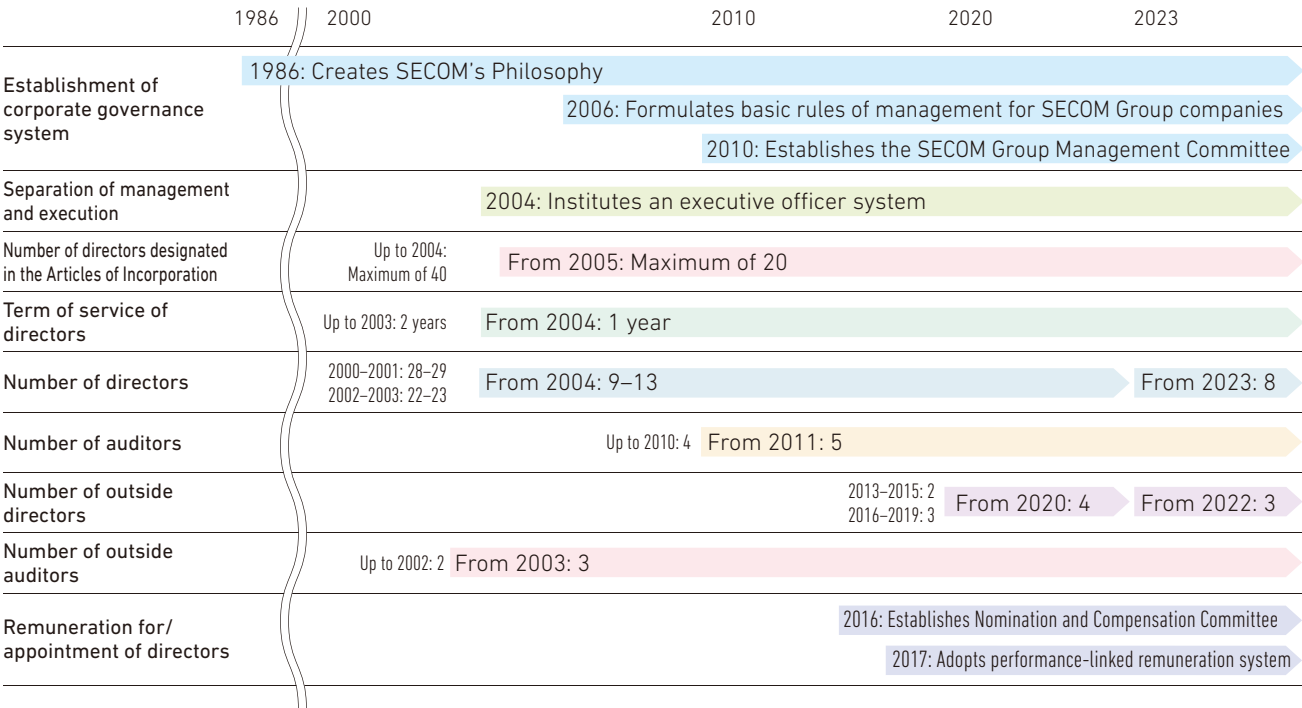 1986 2000 2010 2020 2023
Establishment of
corporate governance
system
1986: Creates SECOM's Philosophy
2006: Formulates basic rules of management for SECOM Group companies
2010: Establishes the SECOM Group Management Committee
Separation of management
and execution
2004: Institutes an executive officer system
Number of directors designated
in the Articles of Incorporation
Up to 2004:
Maximum of 40
From 2005: Maximum of 20
Term of service of
directors
Up to 2003: 2 years
From 2004: 1 year
Number of directors
2000–2001: 28–29
2002–2003: 22–23
From 2004: 9–13
From 2023: 8
Number of auditors
Up to 2010: 4
From 2011: 5
Number of outside
directors
2013–2015: 2
2016–2019: 3
From 2020: 4
From 2022: 3
Number of outside
auditors
Up to 2002: 2
From 2003: 3
Remuneration for/
appointment of directors
2016: Establishes Nomination and Compensation Committee
2017: Adopts performance-linked remuneration system